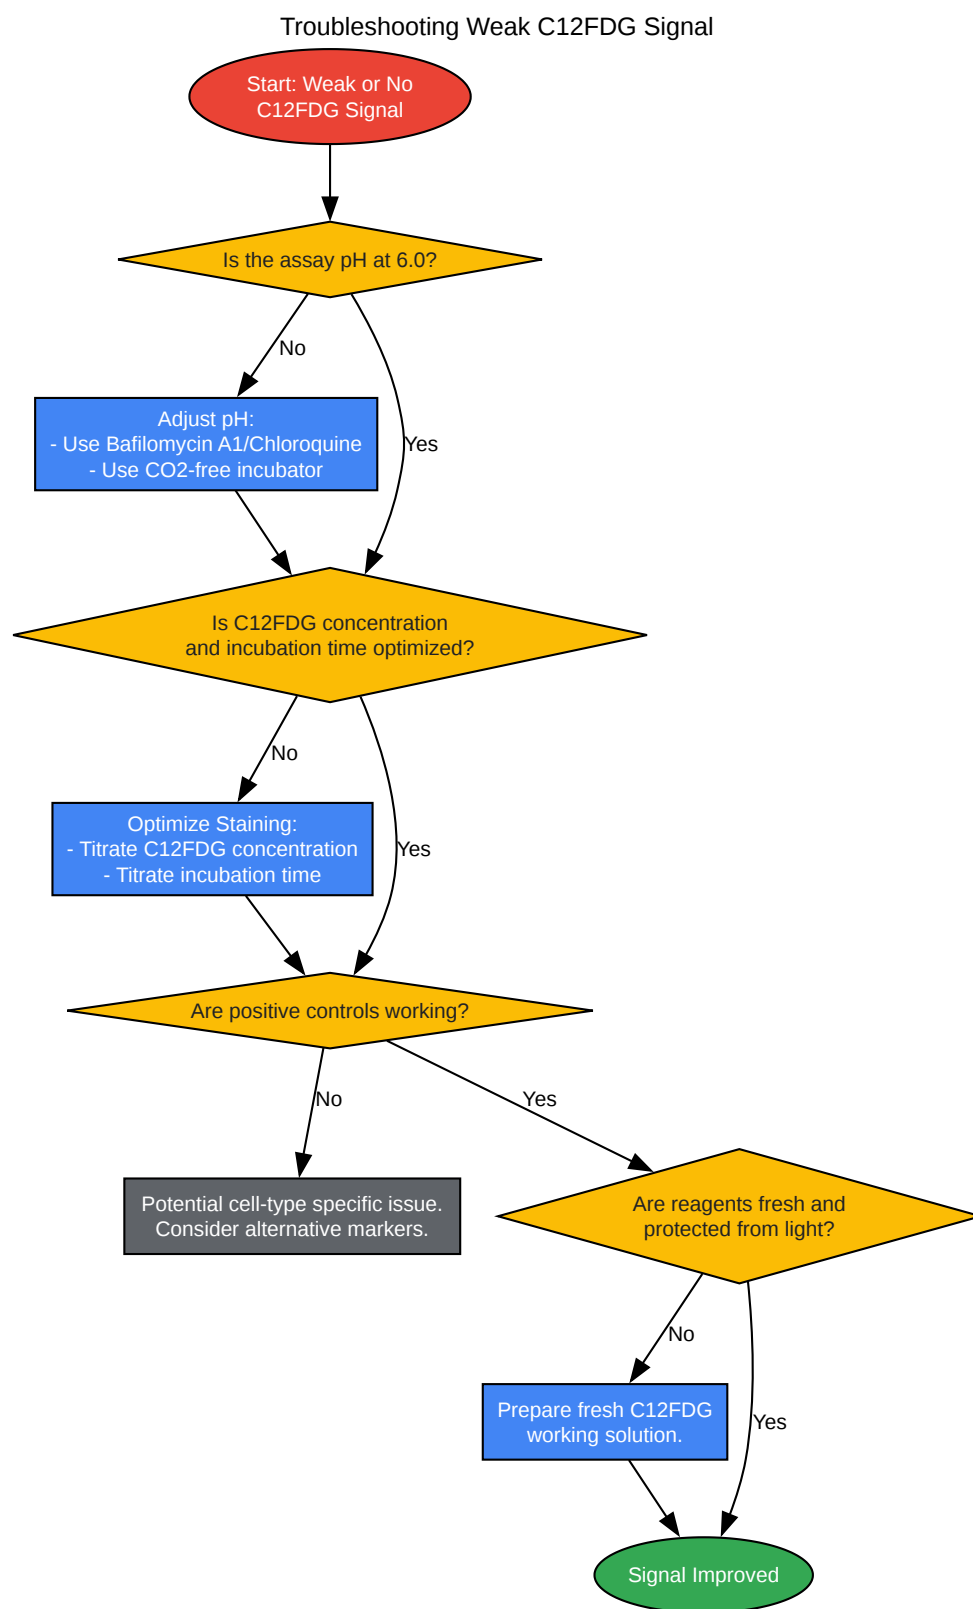 Troubleshooting Weak C12FDG Signal
Start: Weak or No
C12FDG Signal
Is the assay pH at 6.0?
No
Yes
Adjust pH:
- Use Bafilomycin A1/Chloroquine
- Use CO2-free incubator
Is C12FDG concentration
and incubation time optimized?
No
Yes
Optimize Staining:
- Titrate C12FDG concentration
- Titrate incubation time
Are positive controls working?
No
Yes
Potential cell-type specific issue.
Consider alternative markers.
Are reagents fresh and
protected from light?
No
Yes
Prepare fresh C12FDG
working solution.
Signal Improved